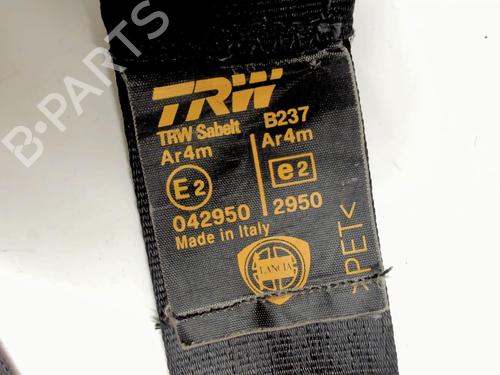 B-PARTS
TRW
TRW Sabelt B237
Ar4m Ar4m
E2 e2
042950 2950
Made in Italy
LANCIA
>PET<